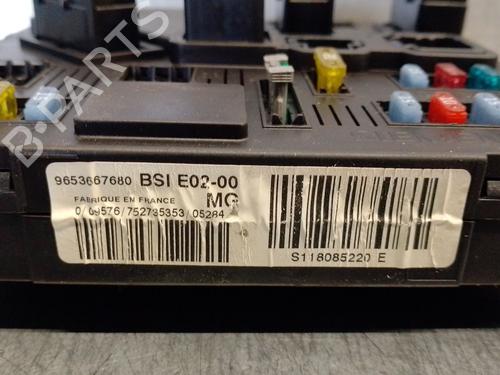 B-PARTS
9653667680 BSI E02-00
FABRIQUE EN FRANCE MG
0/09576/752735353/05284
S118085220 E